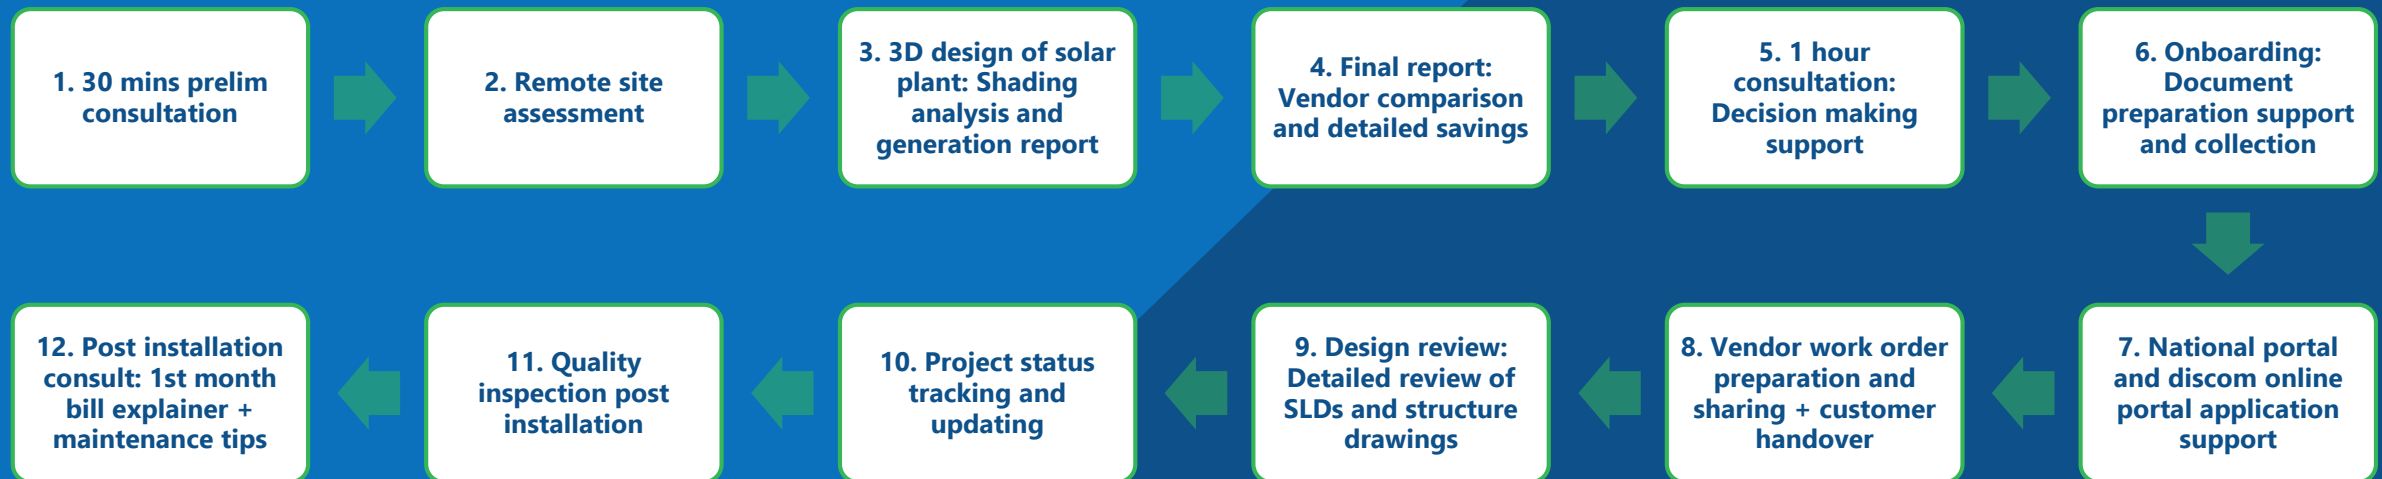 1. 30 mins prelim
consultation
2. Remote site
assessment
3. 3D design of solar
plant: Shading
analysis and
generation report
4. Final report:
Vendor comparison
and detailed savings
5. 1 hour
consultation:
Decision making
support
6. Onboarding:
Document
preparation support
and collection
7. National portal
and discom online
portal application
support
8. Vendor work order
preparation and
sharing + customer
handover
9. Design review:
Detailed review of
SLDs and structure
drawings
10. Project status
tracking and
updating
11. Quality
inspection post
installation
12. Post installation
consult: 1st month
bill explainer +
maintenance tips